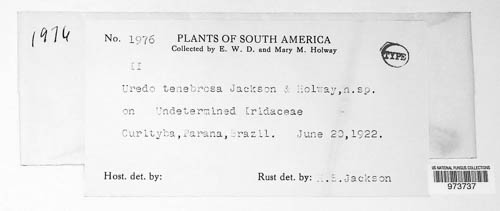 1976
No. 1976 PLANTS OF SOUTH AMERICA
Collected by E. W. D. and Mary M. Holway
TYPE
II
Uredo tenebrosa Jackson & Holway,n.sp.
on Undetermined Iridaceae
Curityba,Parana,Brazil. June 20,1922.
Host. det. by: Rust det. by: H.S.Jackson
US NATIONAL FUNGUS COLLECTIONS
973737